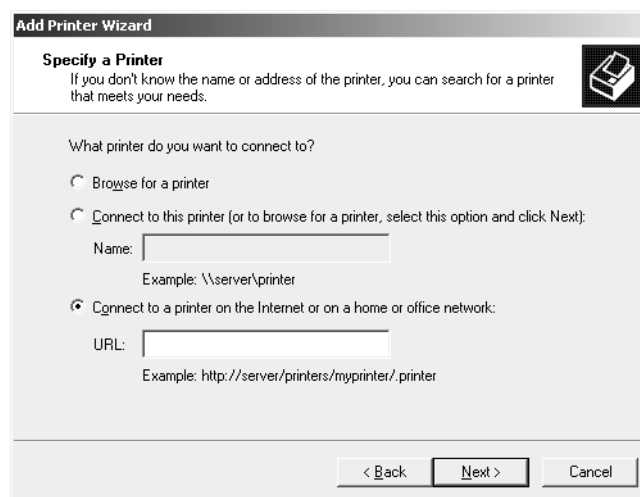 Add Printer Wizard
Specify a Printer
If you don't know the name or address of the printer, you can search for a printer
that meets your needs.
What printer do you want to connect to?
Browse for a printer
Connect to this printer (or to browse for a printer, select this option and click Next):
Name:
Example: \\server\printer
Connect to a printer on the Internet or on a home or office network:
URL:
Example: http://server/printers/myprinter/.printer
< Back Next > Cancel